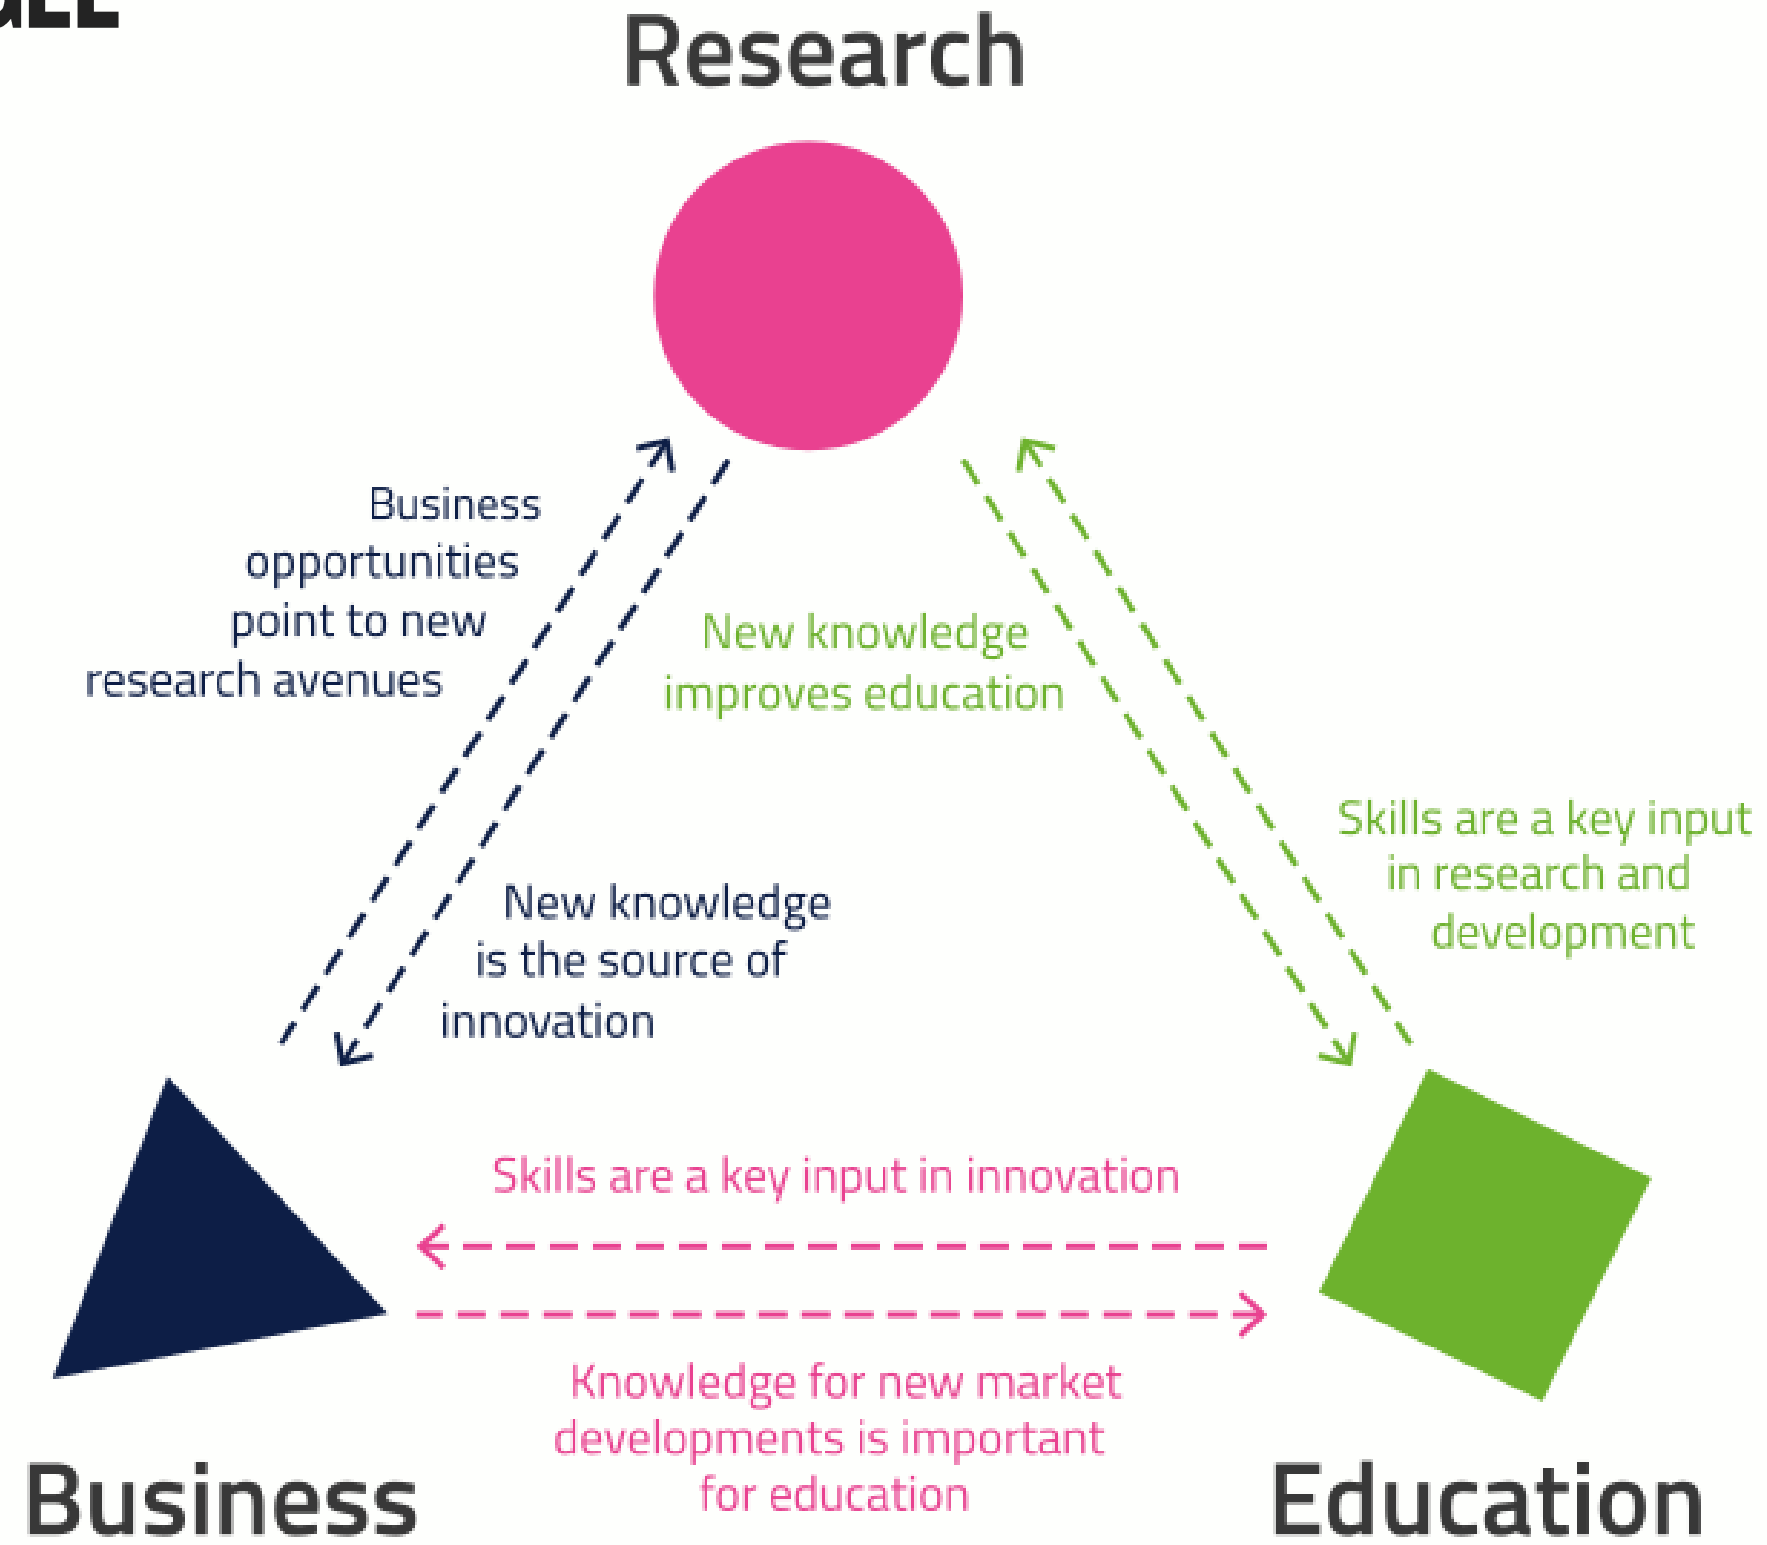 Research
Business
opportunities
point to new
research avenues
New knowledge
improves education
Skills are a key input
in research and
development
New knowledge
is the source of
innovation
Skills are a key input in innovation
Knowledge for new market
developments is important
for education
Business
Education